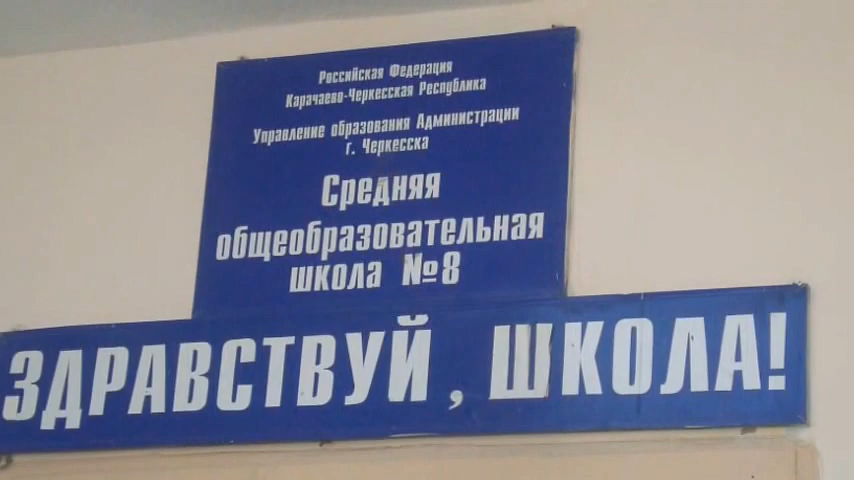 Российская Федерация
Карачаево-Черкесская Республика
Управление образования Администрации
г. Черкесска
Средняя
общеобразовательная
школа №8
ЗДРАВСТВУЙ, ШКОЛА!